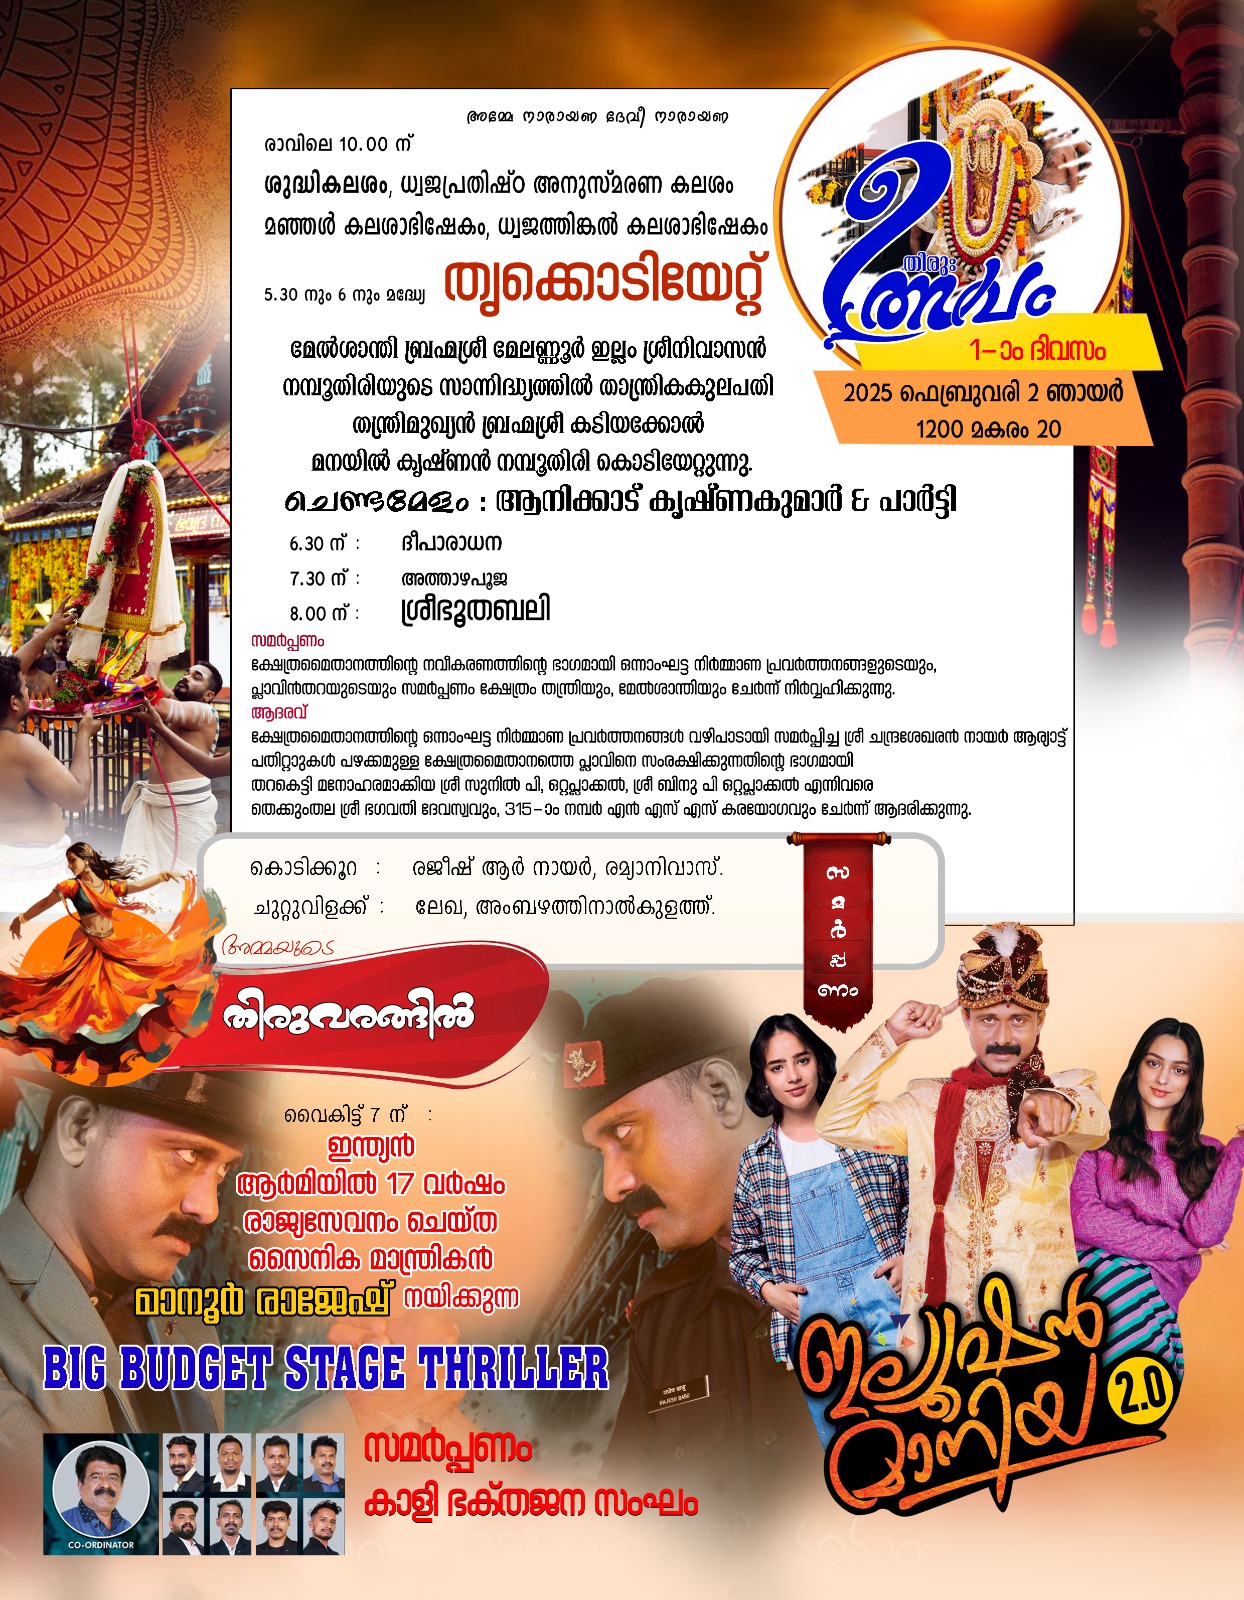 അമ്മേ നാരായണ ദേവീ നാരായണ
രാവിലെ 10.00 ന്
ശുദ്ധികലശം, ധ്വജപ്രതിഷ്ഠ അനുസ്മരണ കലശം
മഞ്ഞൾ കലശാഭിഷേകം, ധ്വജത്തിങ്കൽ കലശാഭിഷേകം
5.30 നും 6 നും മദ്ധ്യേ തൃക്കൊടിയേറ്റ്
തിരുഃ
ഉത്സവം
1-ാം ദിവസം
2025 ഫെബ്രുവരി 2 ഞായർ
1200 മകരം 20
മേൽശാന്തി ബ്രഹ്മശ്രീ മേലണ്ണൂർ ഇല്ലം ശ്രീനിവാസൻ
നമ്പൂതിരിയുടെ സാന്നിദ്ധ്യത്തിൽ താന്ത്രികകുലപതി
തന്ത്രിമുഖ്യൻ ബ്രഹ്മശ്രീ കടിയക്കോൽ
മനയിൽ കൃഷ്ണൻ നമ്പൂതിരി കൊടിയേറ്റുന്നു.
ചെണ്ടമേളം : ആനിക്കാട് കൃഷ്ണകുമാർ & പാർട്ടി
6.30 ന് : ദീപാരാധന
7.30 ന് : അത്താഴപൂജ
8.00 ന് : ശ്രീഭൂതബലി
സമർപ്പണം
ക്ഷേത്രമൈതാനത്തിന്റെ നവീകരണത്തിന്റെ ഭാഗമായി ഒന്നാംഘട്ട നിർമ്മാണ പ്രവർത്തനങ്ങളുടെയും,
പ്ലാവിൻതറയുടെയും സമർപ്പണം ക്ഷേത്രം തന്ത്രിയും, മേൽശാന്തിയും ചേർന്ന് നിർവ്വഹിക്കുന്നു.
ആദരവ്
ക്ഷേത്രമൈതാനത്തിന്റെ ഒന്നാംഘട്ട നിർമ്മാണ പ്രവർത്തനങ്ങൾ വഴിപാടായി സമർപ്പിച്ച ശ്രീ ചന്ദ്രശേഖരൻ നായർ ആര്യാട്ട്
പതിറ്റാുകൾ പഴക്കമുള്ള ക്ഷേത്രമൈതാനത്തെ പ്ലാവിനെ സംരക്ഷിക്കുന്നതിന്റെ ഭാഗമായി
തറകെട്ടി മനോഹരമാക്കിയ ശ്രീ സുനിൽ പി, ഒറ്റപ്ലാക്കൽ, ശ്രീ ബിനു പി ഒറ്റപ്ലാക്കൽ എന്നിവരെ
തെക്കുംതല ശ്രീ ഭഗവതി ദേവസ്വവും, 315-ാം നമ്പർ എൻ എസ് എസ് കരയോഗവും ചേർന്ന് ആദരിക്കുന്നു.
കൊടിക്കൂറ : രജീഷ് ആർ നായർ, രമ്യാനിവാസ്.
ചുറ്റുവിളക്ക് : ലേഖ, അംബഴത്തിനാൽകുളത്ത്.
സമർപ്പണം
അമ്മയുടെ
തിരുവരങ്ങിൽ
വൈകിട്ട് 7 ന് :
ഇന്ത്യൻ
ആർമിയിൽ 17 വർഷം
രാജ്യസേവനം ചെയ്ത
സൈനിക മാന്ത്രികൻ
മാന്നൂർ രാജേഷ് നയിക്കുന്ന
BIG BUDGET STAGE THRILLER
RAJESH BABU
ഇല്യൂഷൻ
മാനിയ
2.0
സമർപ്പണം
കാളി ഭക്തജന സംഘം
CO-ORDINATOR